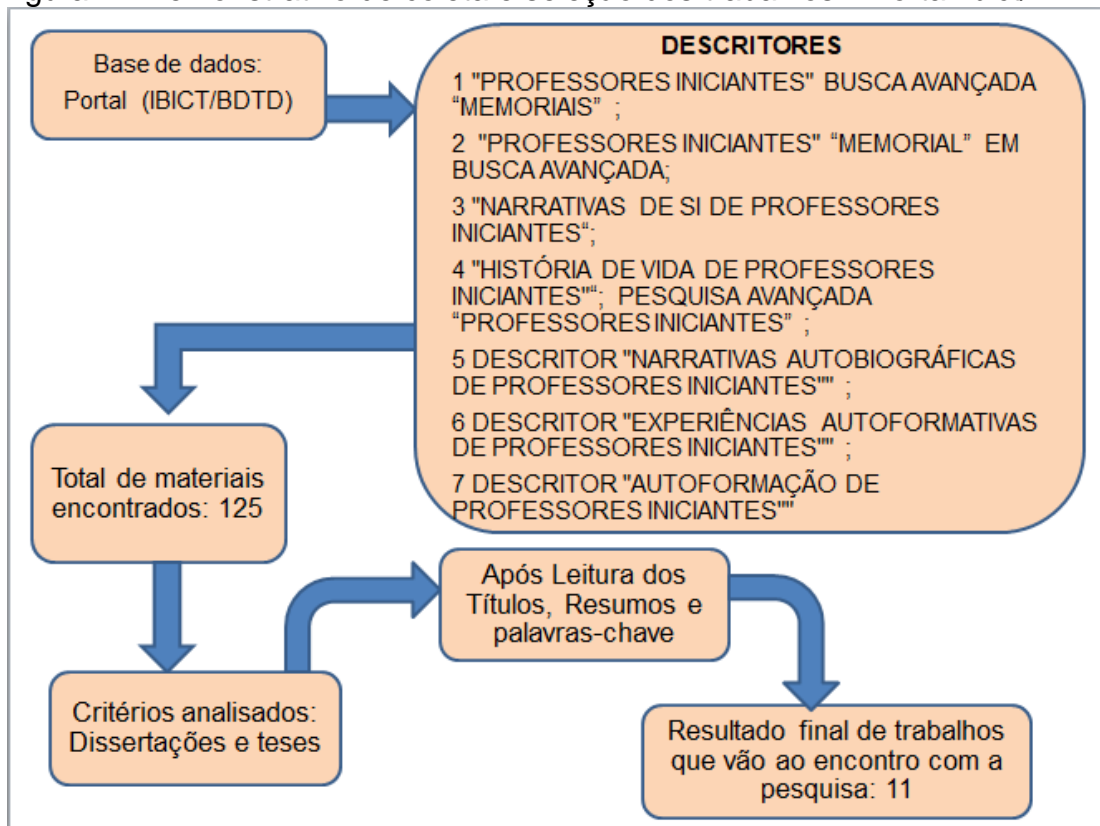 Base de dados:
Portal (IBICT/BDTD)
DESCRITORES
1 "PROFESSORES INICIANTES" BUSCA AVANÇADA
“MEMORIAIS” ;
2 "PROFESSORES INICIANTES" “MEMORIAL” EM
BUSCA AVANÇADA;
3 "NARRATIVAS DE SI DE PROFESSORES
INICIANTES“;
4 "HISTÓRIA DE VIDA DE PROFESSORES
INICIANTES"“; PESQUISA AVANÇADA
“PROFESSORES INICIANTES” ;
5 DESCRITOR "NARRATIVAS AUTOBIOGRÁFICAS
DE PROFESSORES INICIANTES"" ;
6 DESCRITOR "EXPERIÊNCIAS AUTOFORMATIVAS
DE PROFESSORES INICIANTES"" ;
7 DESCRITOR "AUTOFORMAÇÃO DE
PROFESSORES INICIANTES""
Total de materiais
encontrados: 125
Critérios analisados:
Dissertações e teses
Após Leitura dos
Títulos, Resumos e
palavras-chave
Resultado final de trabalhos
que vão ao encontro com a
pesquisa: 11